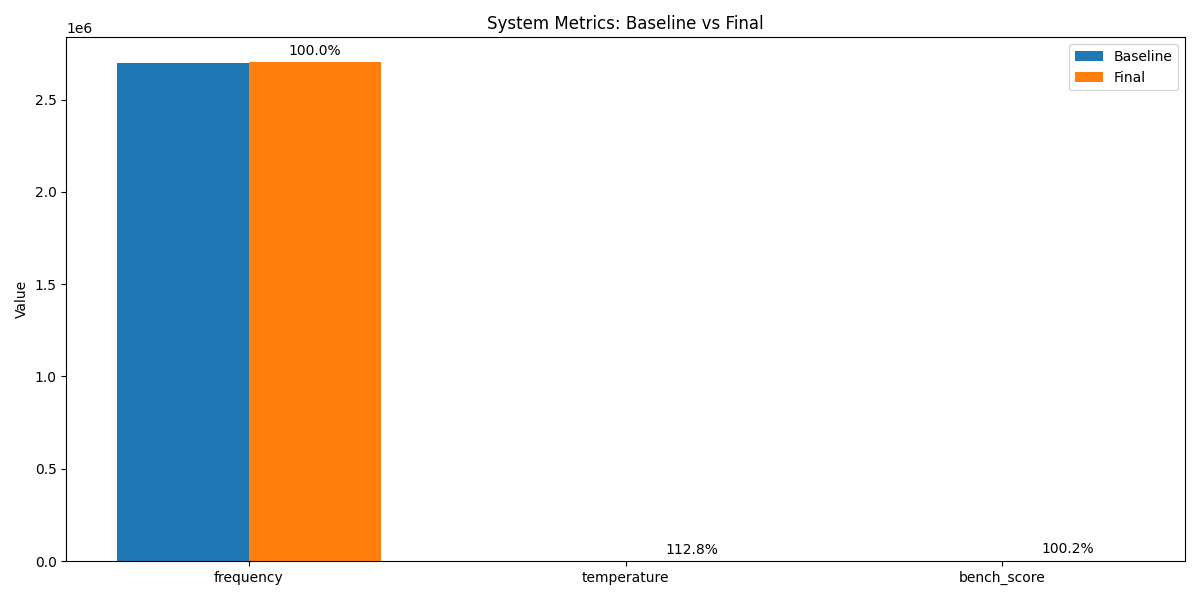 System Metrics: Baseline vs Final
1e6
100.0%
Baseline
Final
2.5
2.0
1.5
1.0
0.5
0.0
Value
112.8%
100.2%
frequency
temperature
bench_score